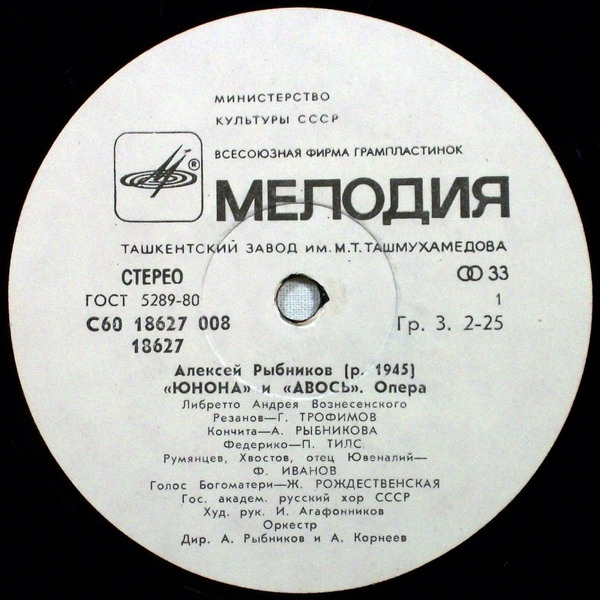 МИНИСТЕРСТВО
КУЛЬТУРЫ СССР
ВСЕСОЮЗНАЯ ФИРМА ГРАМПЛАСТИНОК
® МЕЛОДИЯ
ТАШКЕНТСКИЙ ЗАВОД ИМ. М.Т. ТАШМУХАМЕДОВА
СТЕРЕО 33
ГОСТ 5289-80 1
С60 18627 008 Гр. 3. 2-25
18627
Алексей Рыбников (р. 1945)
«ЮНОНА» и «АВОСЬ». Опера
Либретто Андрея Вознесенского
Резанов—Г. ТРОФИМОВ
Кончита—А. РЫБНИКОВА
Федерико—П. ТИЛС
Румянцев, Хвостов, отец Ювеналий—
Ф. ИВАНОВ
Голос Богоматери—Ж. РОЖДЕСТВЕНСКАЯ
Гос. академ. русский хор СССР
Худ. рук. И. Агафонников
Оркестр
Дир. А. Рыбников и А. Корнеев